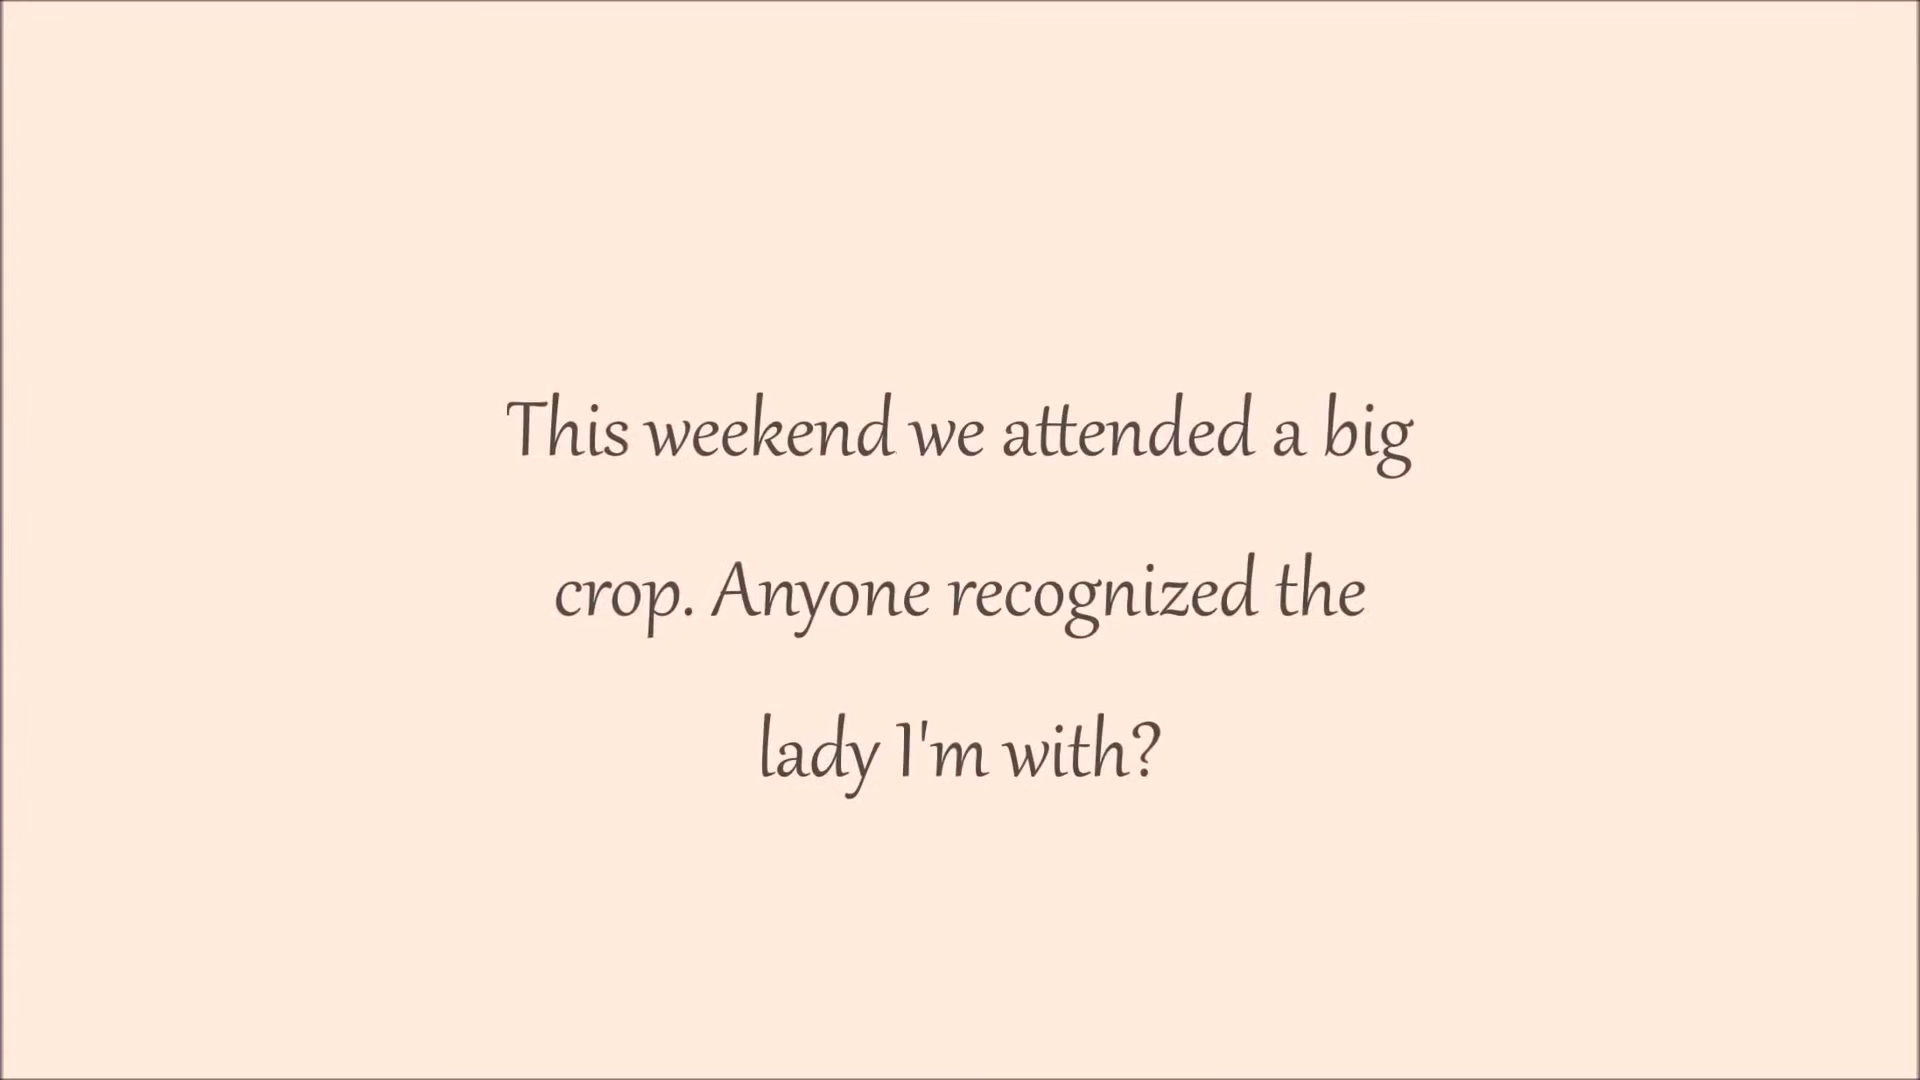 This weekend we attended a big
crop. Anyone recognized the
lady I'm with?